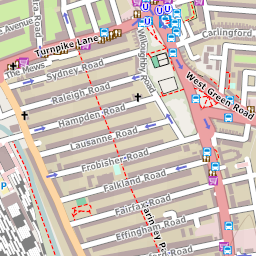 Avenue
Carlingford
Turnpike Lane
The Mews
Sydney Road
Willoughby Road
West Green Road
Raleigh Road
Hampden Road
Lausanne Road
Frobisher Road
Falkland Road
Fairfax Road
Effingham Road
P